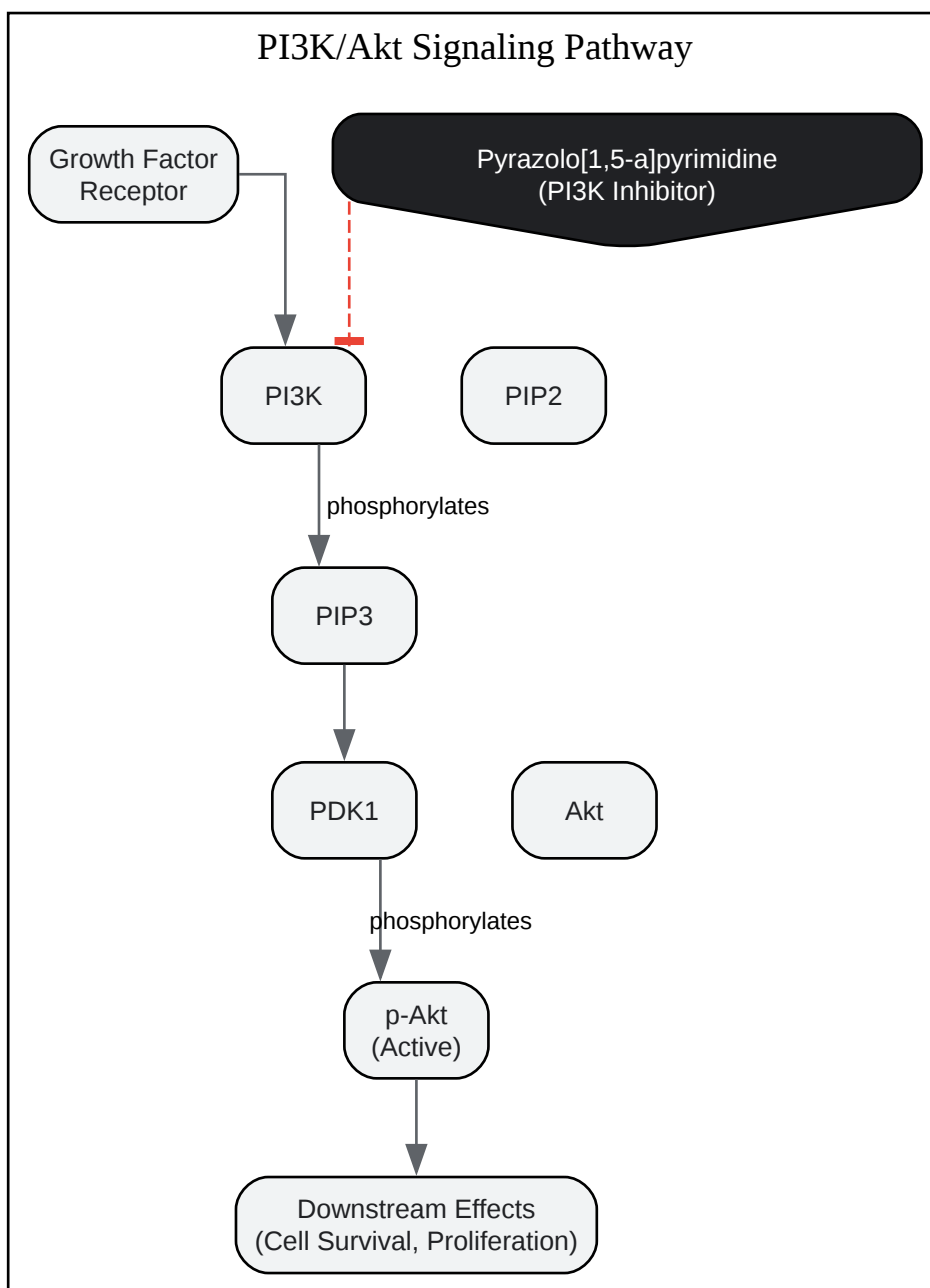 PI3K/Akt Signaling Pathway
Growth Factor
Receptor
Pyrazolo[1,5-a]pyrimidine
(PI3K Inhibitor)
PI3K
PIP2
phosphorylates
PIP3
PDK1
Akt
phosphorylates
p-Akt
(Active)
Downstream Effects
(Cell Survival, Proliferation)